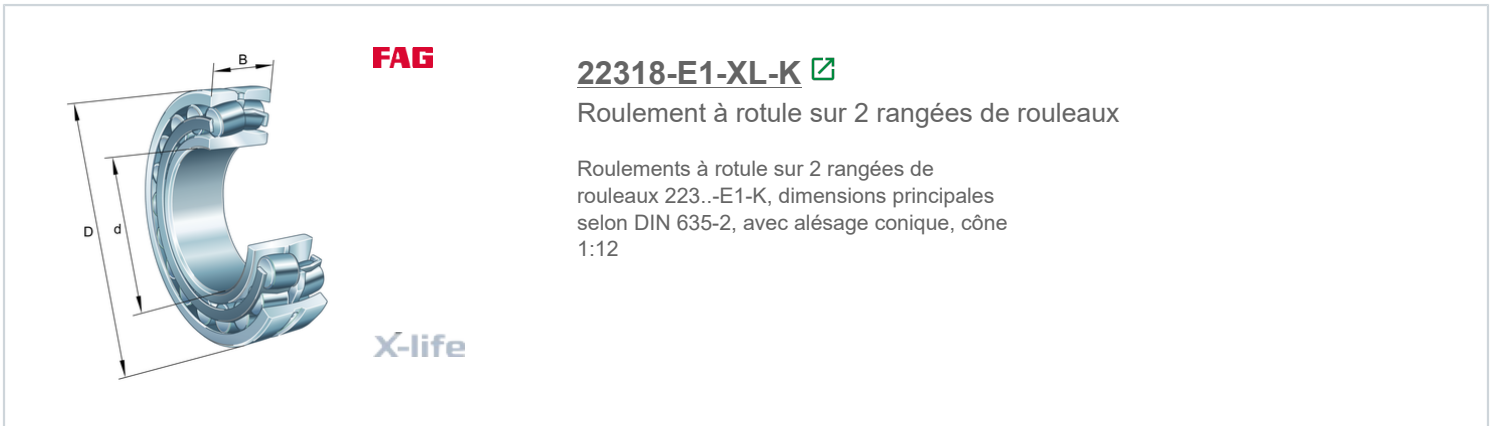 FAG
B
D
d
X-life
22318-E1-XL-K
Roulement à rotule sur 2 rangées de rouleaux
Roulements à rotule sur 2 rangées de
rouleaux 223..-E1-K, dimensions principales
selon DIN 635-2, avec alésage conique, cône
1:12